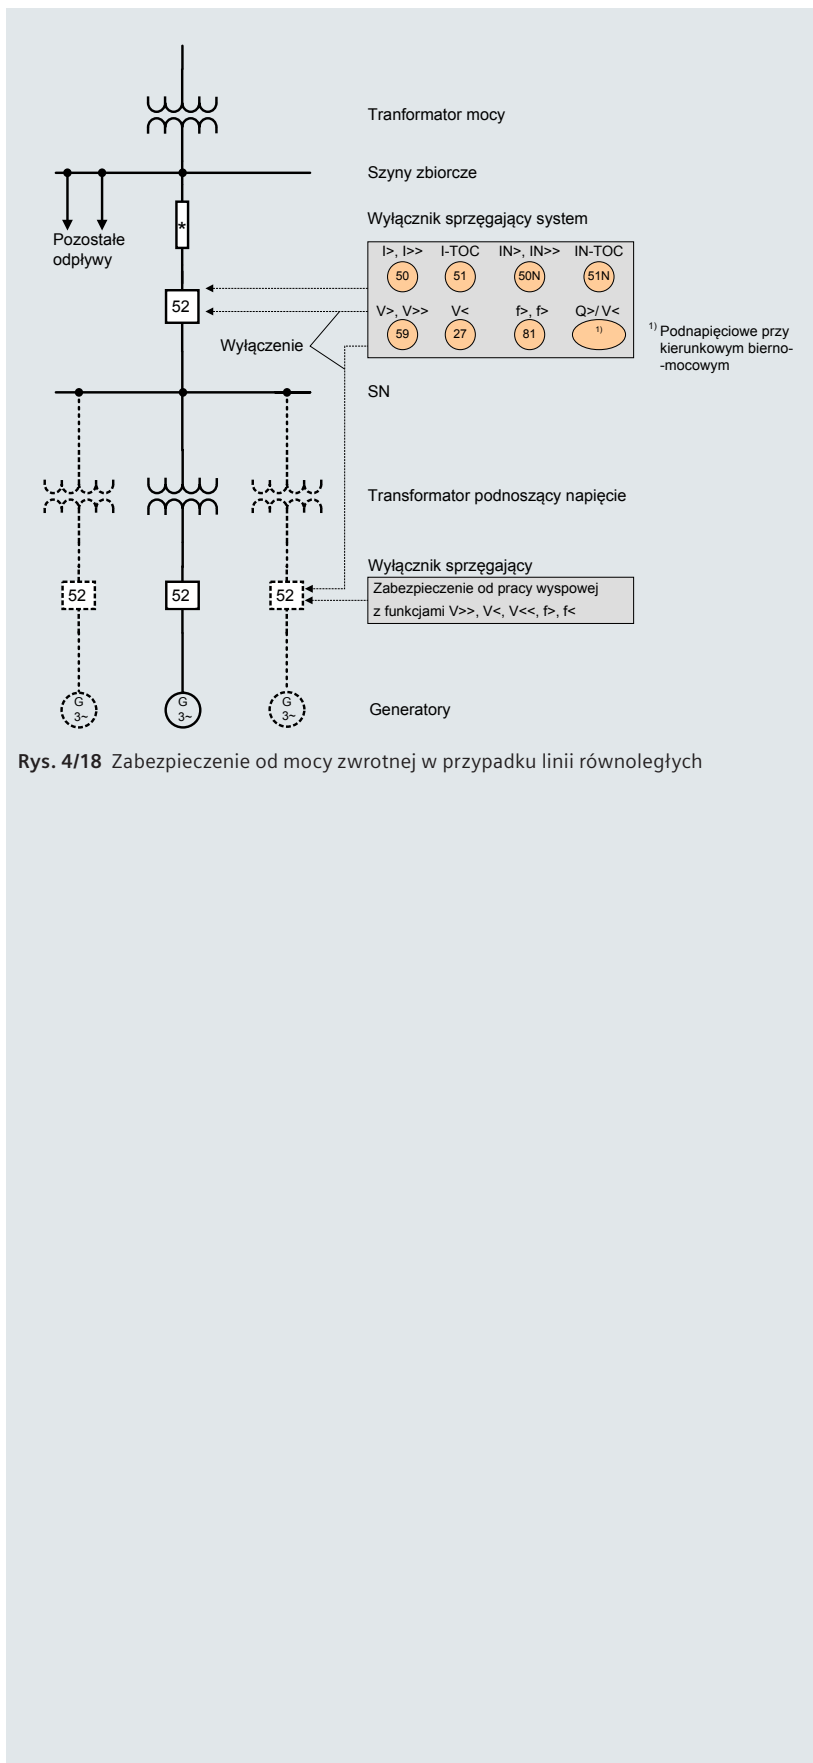 Tranformator mocy
Szyny zbiorcze
Wyłącznik sprzęgający system
*
Pozostałe
odpływy
I>, I>> I-TOC IN>, IN>> IN-TOC
50 51 50N 51N
V>, V>> V< f>, f> Q>/ V<
59 27 81 1)
52
Wyłączenie
1) Podnapięciowe przy
kierunkowym bierno-
-mocowym
SN
Transformator podnoszący napięcie
Wyłącznik sprzęgający
52 52 52
Zabezpieczenie od pracy wyspowej
z funkcjami V>>, V<, V<<, f>, f<
G G G
3~ 3~ 3~
Generatory
Rys. 4/18 Zabezpieczenie od mocy zwrotnej w przypadku linii równoległych